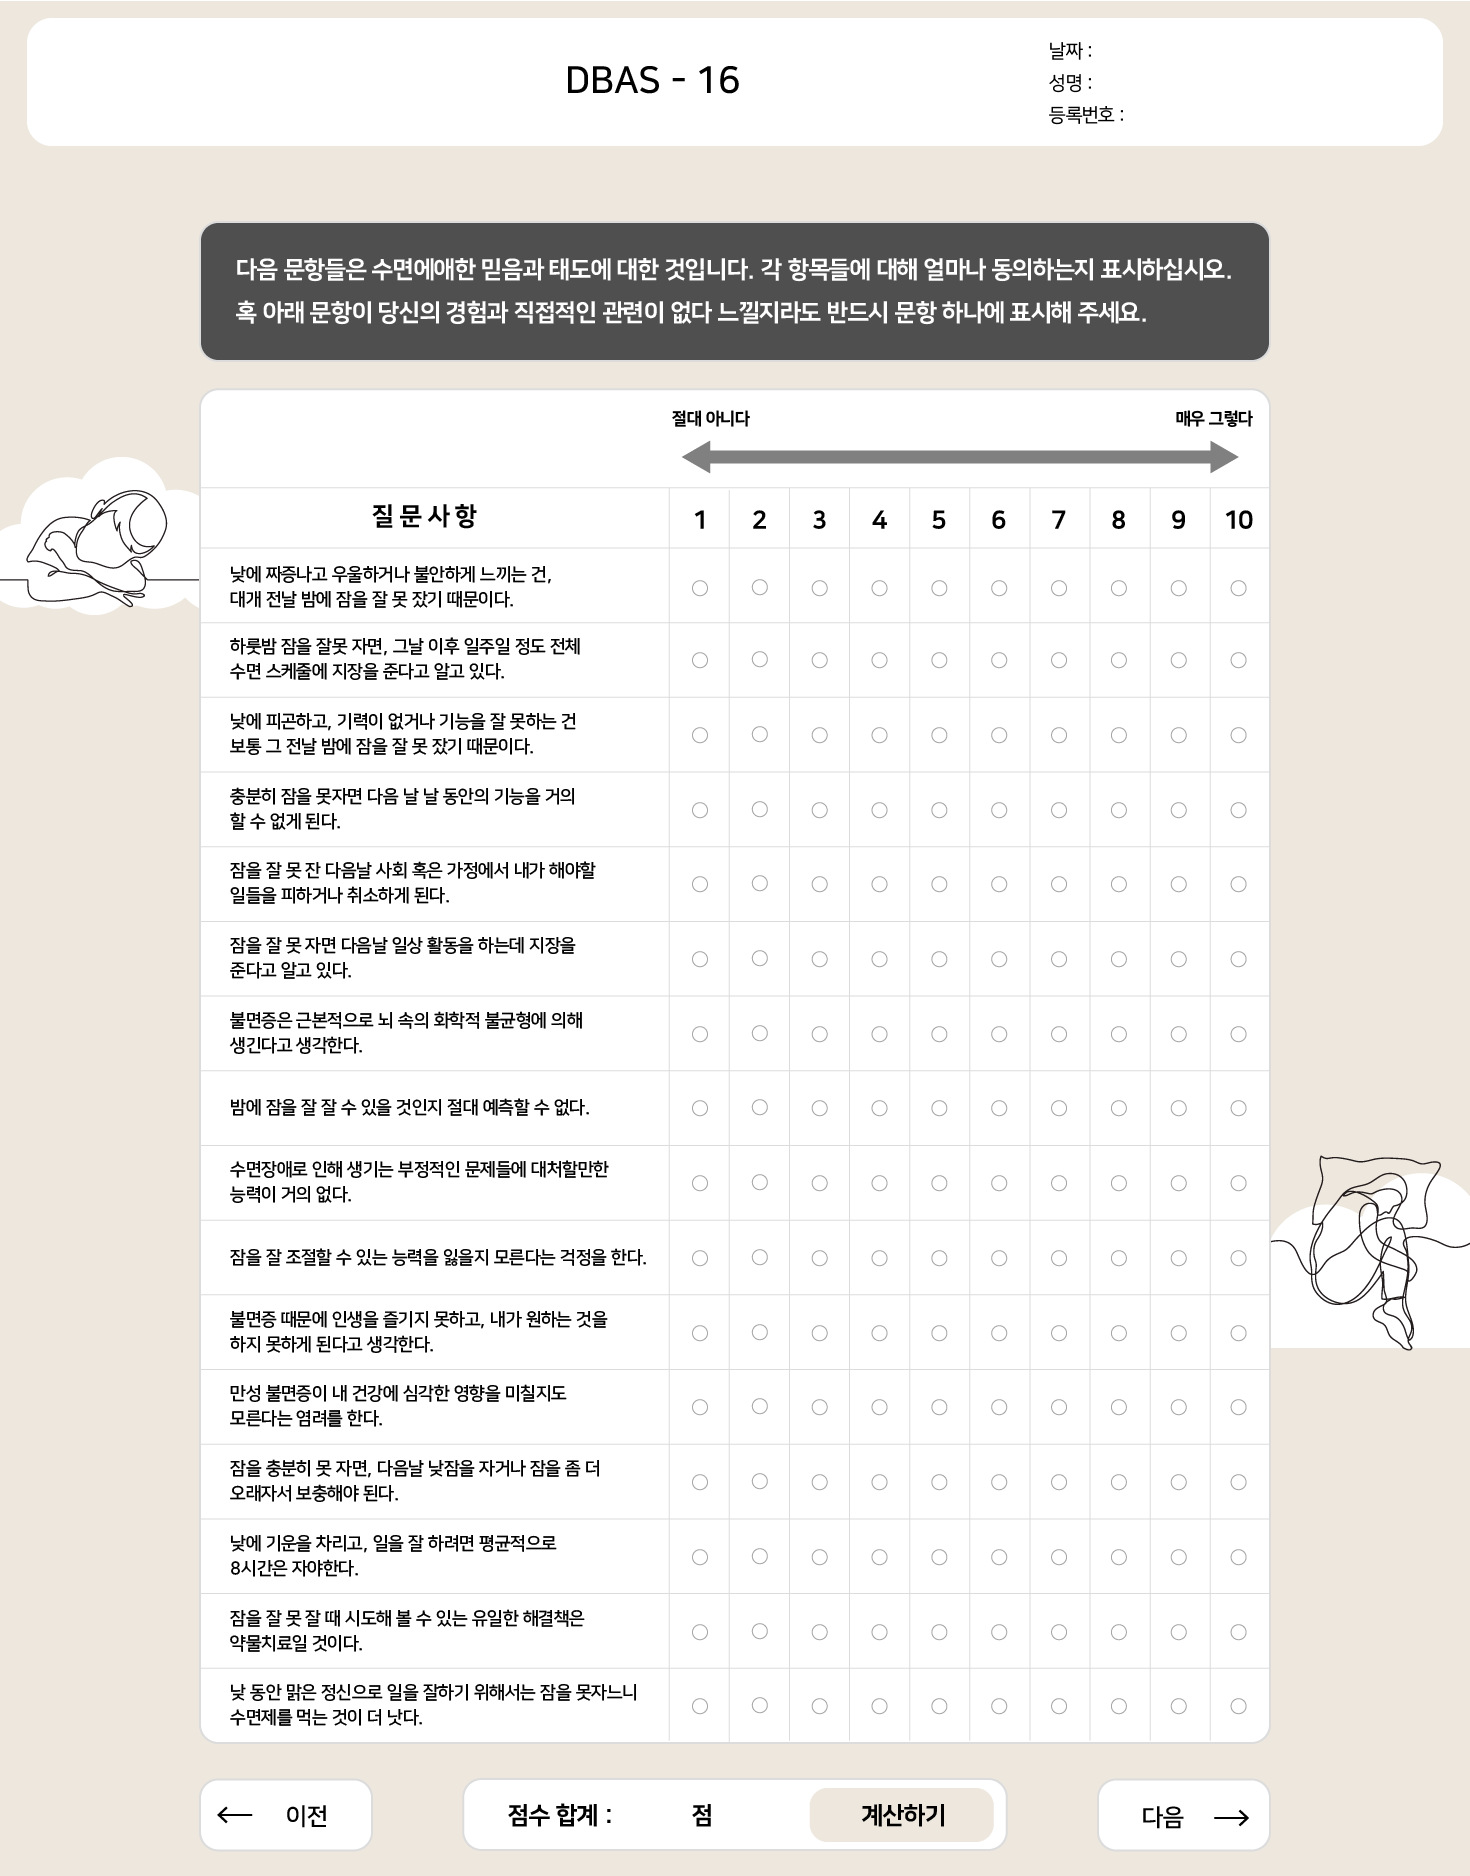 DBAS - 16
날짜 :
성명 :
등록번호 :
다음 문항들은 수면에애한 믿음과 태도에 대한 것입니다. 각 항목들에 대해 얼마나 동의하는지 표시하십시오.
혹 아래 문항이 당신의 경험과 직접적인 관련이 없다 느낄지라도 반드시 문항 하나에 표시해 주세요.
절대 아니다 매우 그렇다
질문사항 1 2 3 4 5 6 7 8 9 10
낮에 짜증나고 우울하거나 불안하게 느끼는 건,
대개 전날 밤에 잠을 잘 못 잤기 때문이다.
하룻밤 잠을 잘못 자면, 그날 이후 일주일 정도 전체
수면 스케줄에 지장을 준다고 알고 있다.
낮에 피곤하고, 기력이 없거나 기능을 잘 못하는 건
보통 그 전날 밤에 잠을 잘 못 잤기 때문이다.
충분히 잠을 못자면 다음 날 날 동안의 기능을 거의
할 수 없게 된다.
잠을 잘 못 잔 다음날 사회 혹은 가정에서 내가 해야할
일들을 피하거나 취소하게 된다.
잠을 잘 못 자면 다음날 일상 활동을 하는데 지장을
준다고 알고 있다.
불면증은 근본적으로 뇌 속의 화학적 불균형에 의해
생긴다고 생각한다.
밤에 잠을 잘 잘 수 있을 것인지 절대 예측할 수 없다.
수면장애로 인해 생기는 부정적인 문제들에 대처할만한
능력이 거의 없다.
잠을 잘 조절할 수 있는 능력을 잃을지 모른다는 걱정을 한다.
불면증 때문에 인생을 즐기지 못하고, 내가 원하는 것을
하지 못하게 된다고 생각한다.
만성 불면증이 내 건강에 심각한 영향을 미칠지도
모른다는 염려를 한다.
잠을 충분히 못 자면, 다음날 낮잠을 자거나 잠을 좀 더
오래자서 보충해야 된다.
낮에 기운을 차리고, 일을 잘 하려면 평균적으로
8시간은 자야한다.
잠을 잘 못 잘 때 시도해 볼 수 있는 유일한 해결책은
약물치료일 것이다.
낮 동안 맑은 정신으로 일을 잘하기 위해서는 잠을 못자느니
수면제를 먹는 것이 더 낫다.
이전 점수 합계 : 점 계산하기 다음